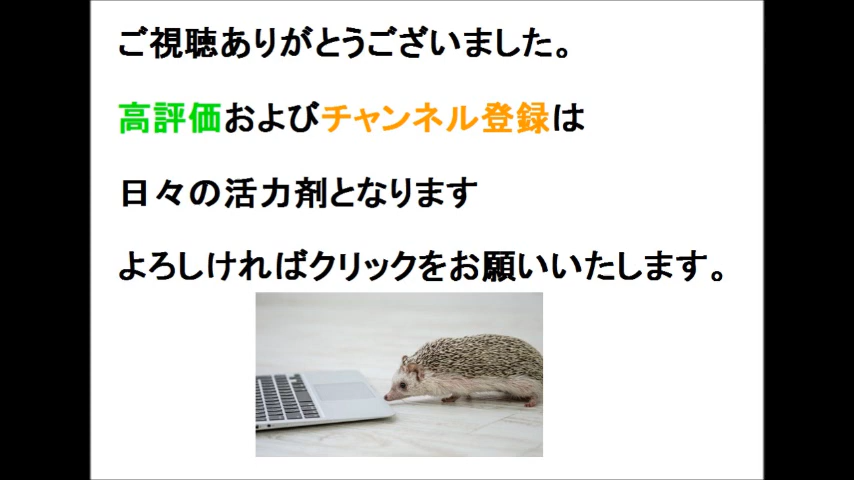 ご視聴ありがとうございました。
高評価およびチャンネル登録は
日々の活力剤となります
よろしければクリックをお願いいたします。